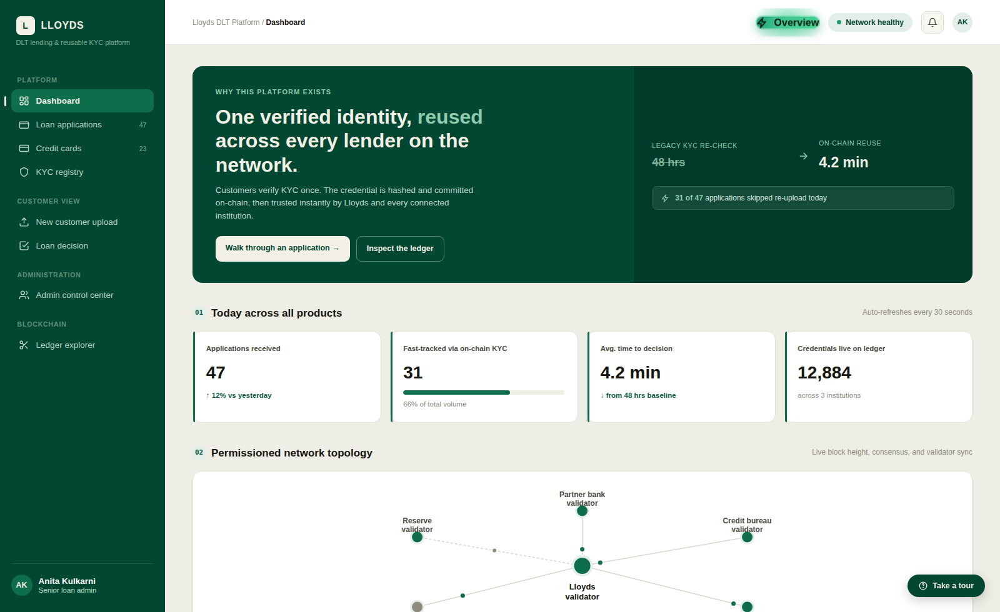 L LLOYDS
DLT lending & reusable KYC platform
PLATFORM
Dashboard
Loan applications 47
Credit cards 23
KYC registry
CUSTOMER VIEW
New customer upload
Loan decision
ADMINISTRATION
Admin control center
BLOCKCHAIN
Ledger explorer
AK
Anita Kulkarni
Senior loan admin
Lloyds DLT Platform / Dashboard
Overview
Network healthy
AK
WHY THIS PLATFORM EXISTS
One verified identity, reused
across every lender on the
network.
Customers verify KYC once. The credential is hashed and committed
on-chain, then trusted instantly by Lloyds and every connected
institution.
Walk through an application →
Inspect the ledger
LEGACY KYC RE-CHECK
48 hrs
ON-CHAIN REUSE
4.2 min
31 of 47 applications skipped re-upload today
01 Today across all products
Auto-refreshes every 30 seconds
Applications received
47
↑ 12% vs yesterday
Fast-tracked via on-chain KYC
31
66% of total volume
Avg. time to decision
4.2 min
↓ from 48 hrs baseline
Credentials live on ledger
12,884
across 3 institutions
02 Permissioned network topology
Live block height, consensus, and validator sync
Partner bank
validator
Reserve
validator
Credit bureau
validator
Lloyds
validator
Take a tour